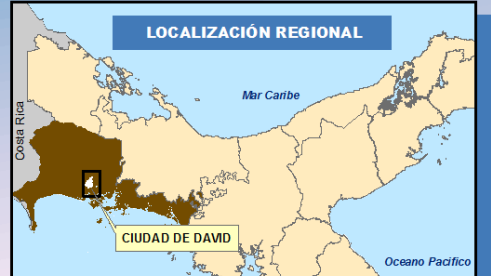 LOCALIZACIÓN REGIONAL
Mar Caribe
Costa Rica
CIUDAD DE DAVID
Oceano Pacifico